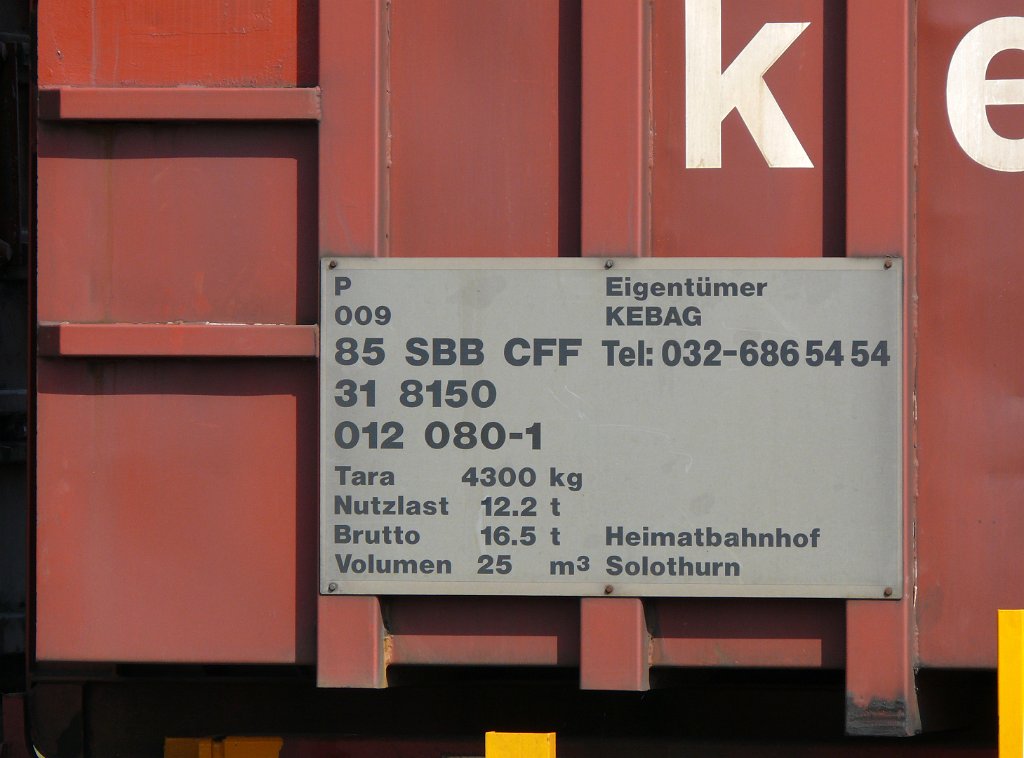 ke
P
009
85 SBB CFF
31 8150
012 080-1
Tara 4300 kg
Nutzlast 12.2 t
Brutto 16.5 t
Volumen 25 m³
Eigentümer
KEBAG
Tel: 032-686 54 54
Heimatbahnhof
Solothurn